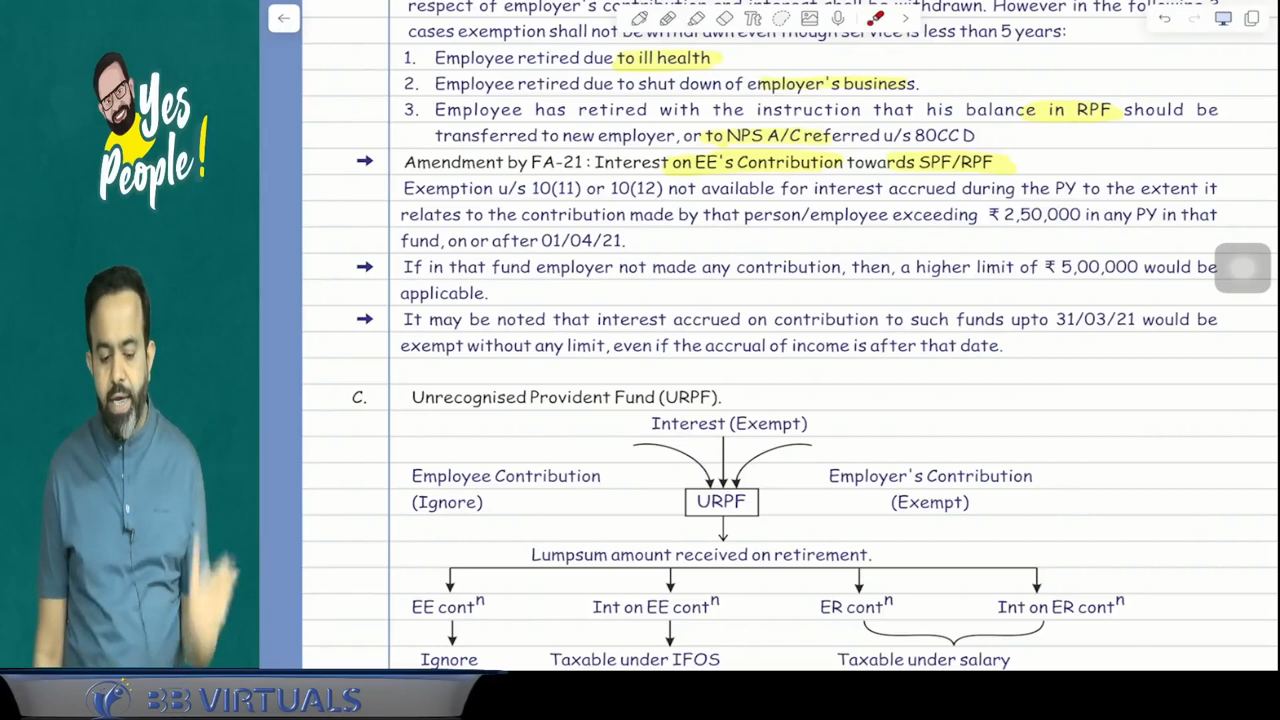 respect of employer's contribution and interest shall be withdrawn. However in the following 3
cases exemption shall not be withdrawn even though service is less than 5 years:
1. Employee retired due to ill health
2. Employee retired due to shut down of employer's business.
3. Employee has retired with the instruction that his balance in RPF should be
transferred to new employer, or to NPS A/C referred u/s 80CC D
→ Amendment by FA-21 : Interest on EE's Contribution towards SPF/RPF
Exemption u/s 10(11) or 10(12) not available for interest accrued during the PY to the extent it
relates to the contribution made by that person/employee exceeding ₹ 2,50,000 in any PY in that
fund, on or after 01/04/21.
→ If in that fund employer not made any contribution, then, a higher limit of ₹ 5,00,000 would be
applicable.
→ It may be noted that interest accrued on contribution to such funds upto 31/03/21 would be
exempt without any limit, even if the accrual of income is after that date.
C. Unrecognised Provident Fund (URPF).
Interest (Exempt)
Employee Contribution
(Ignore)
URPF
Employer's Contribution
(Exempt)
Lumpsum amount received on retirement.
EE contⁿ Int on EE contⁿ ER contⁿ Int on ER contⁿ
Ignore Taxable under IFOS Taxable under salary
Yes
People!
Tt
BB VIRTUALS